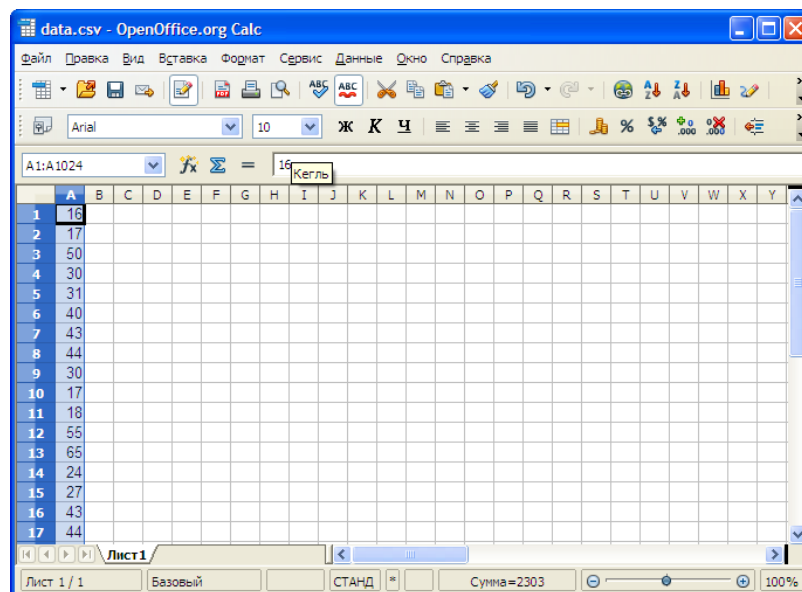 data.csv - OpenOffice.org Calc
Файл Правка Вид Вставка Формат Сервис Данные Окно Справка
Arial 10 Ж К Ч
A1:A1024 fx Σ = 16
Кегль
A B C D E F G H I J K L M N O P Q R S T U V W X Y
1 16
2 17
3 50
4 30
5 31
6 40
7 43
8 44
9 30
10 17
11 18
12 55
13 65
14 24
15 27
16 43
17 44
Лист1
Лист 1 / 1 Базовый СТАНД * Сумма=2303 100%